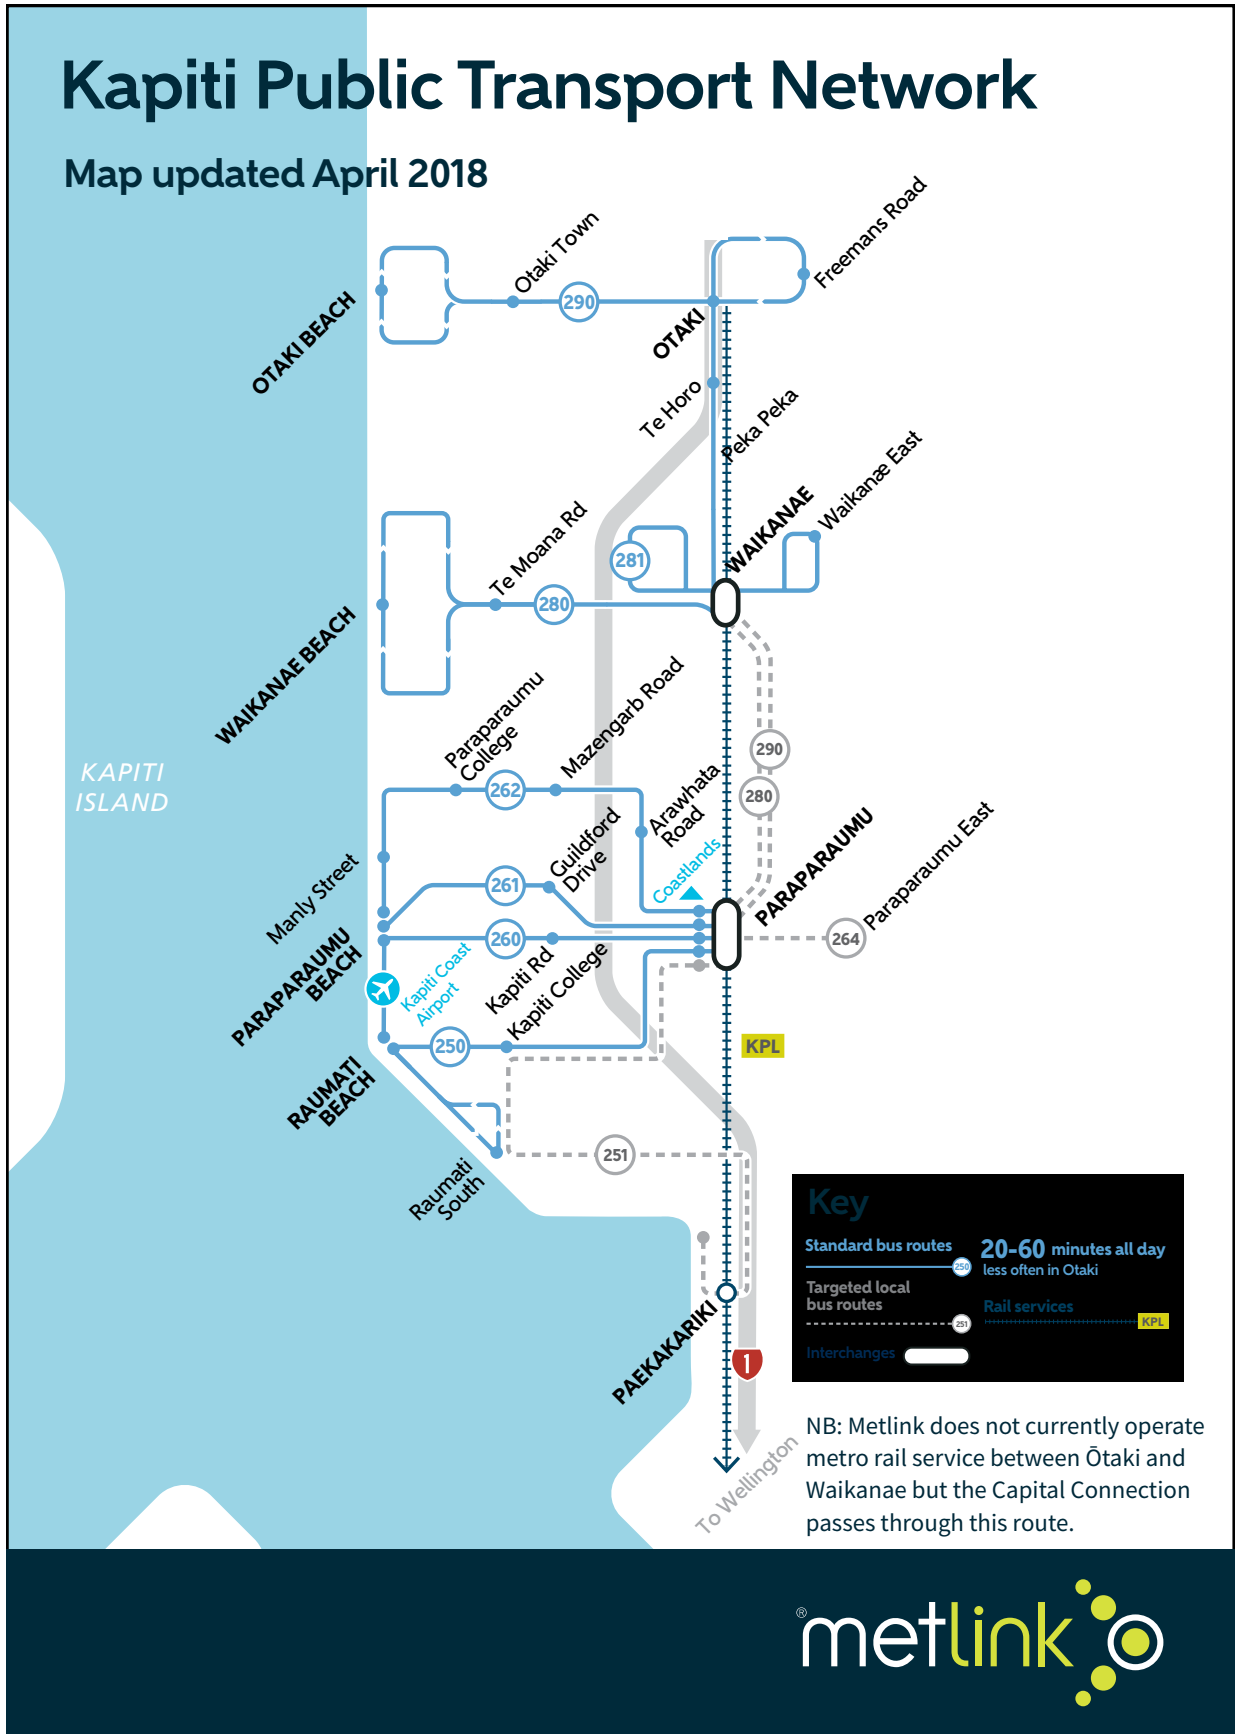 Kapiti Public Transport Network
Map updated April 2018
Otaki Town
Freemans Road
290
OTAKI BEACH
OTAKI
Te Horo
Peka Peka
Waikanæ East
WAIKANAE
Te Moana Rd
281
280
WAIKANAE BEACH
Paraparaumu
College
Mazengarb Road
290
280
KAPITI
ISLAND
262
Arawhata
Road
Guildford
Drive
Coastlands
PARAPARAUMU
Paraparaumu East
Manly Street
261
260
264
PARAPARAUMU
BEACH
Kapiti Coast
Airport
Kapiti Rd
Kapiti College
250
KPL
RAUMATI
BEACH
251
Raumati
South
PAEKAKARIKI
1
To Wellington
Key
Standard bus routes
250
20-60 minutes all day
less often in Otaki
Targeted local
bus routes
251
Rail services
KPL
Interchanges
NB: Metlink does not currently operate
metro rail service between Ōtaki and
Waikanae but the Capital Connection
passes through this route.
® metlink